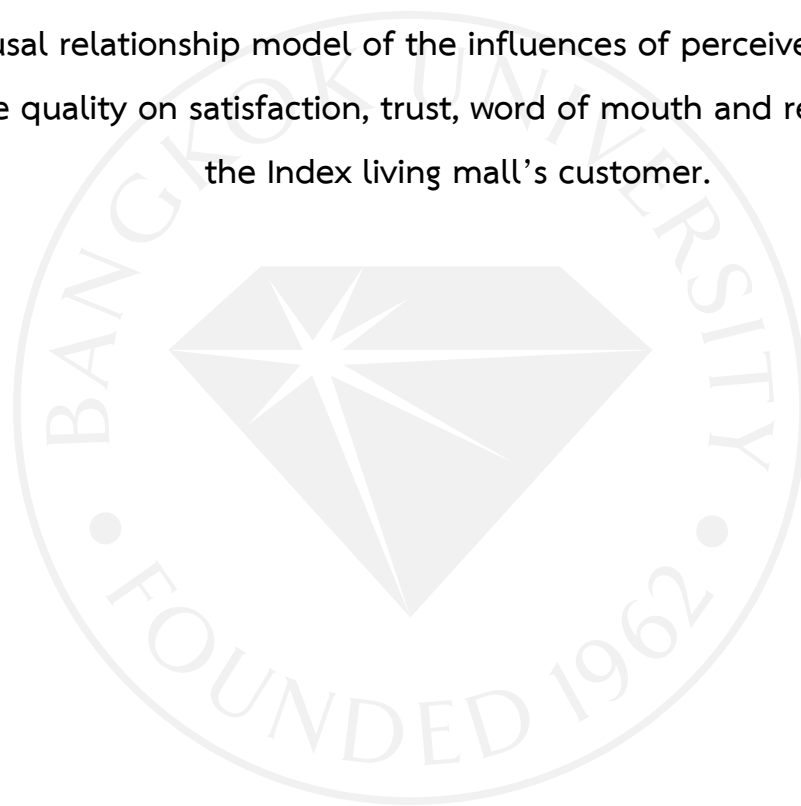 usal relationship model of the influences of perceive
e quality on satisfaction, trust, word of mouth and re
the Index living mall’s customer.
BANGKOK UNIVERSITY
FOUNDED 1962